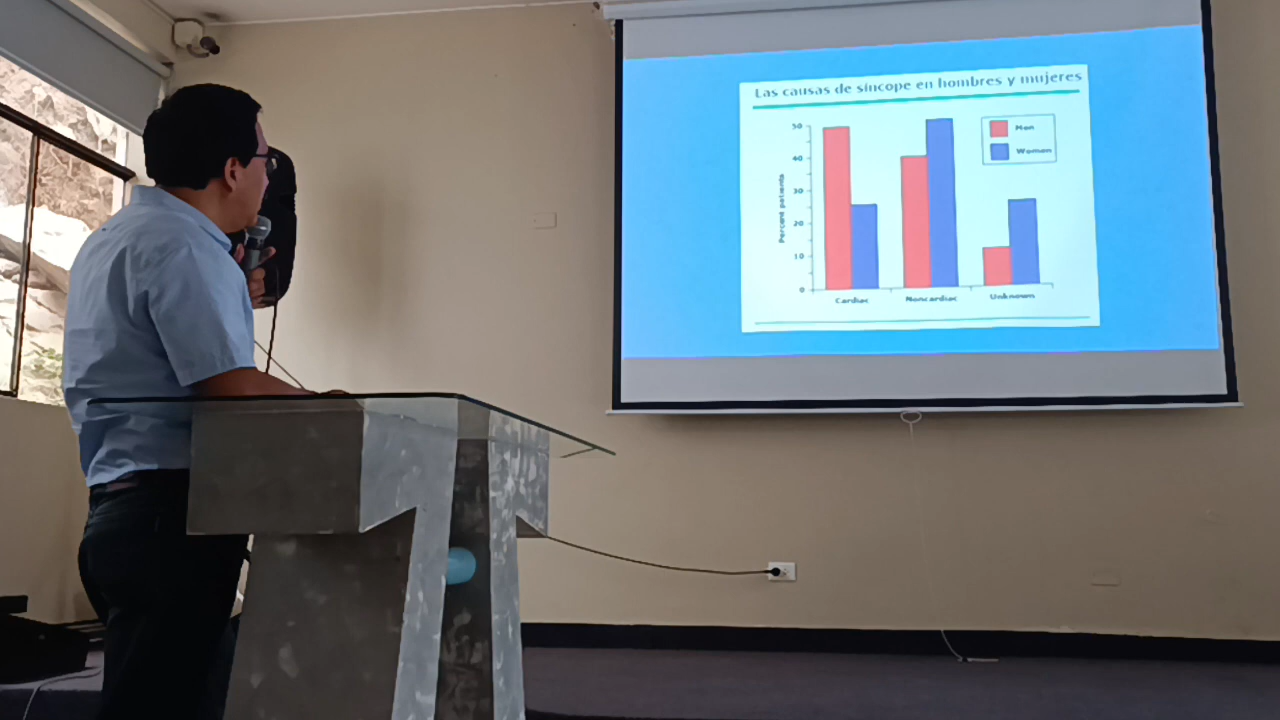 Las causas de síncope en hombres y mujeres
Men
Women
Percent patients
50
40
30
20
10
0
Cardiac
Noncardiac
Unknown